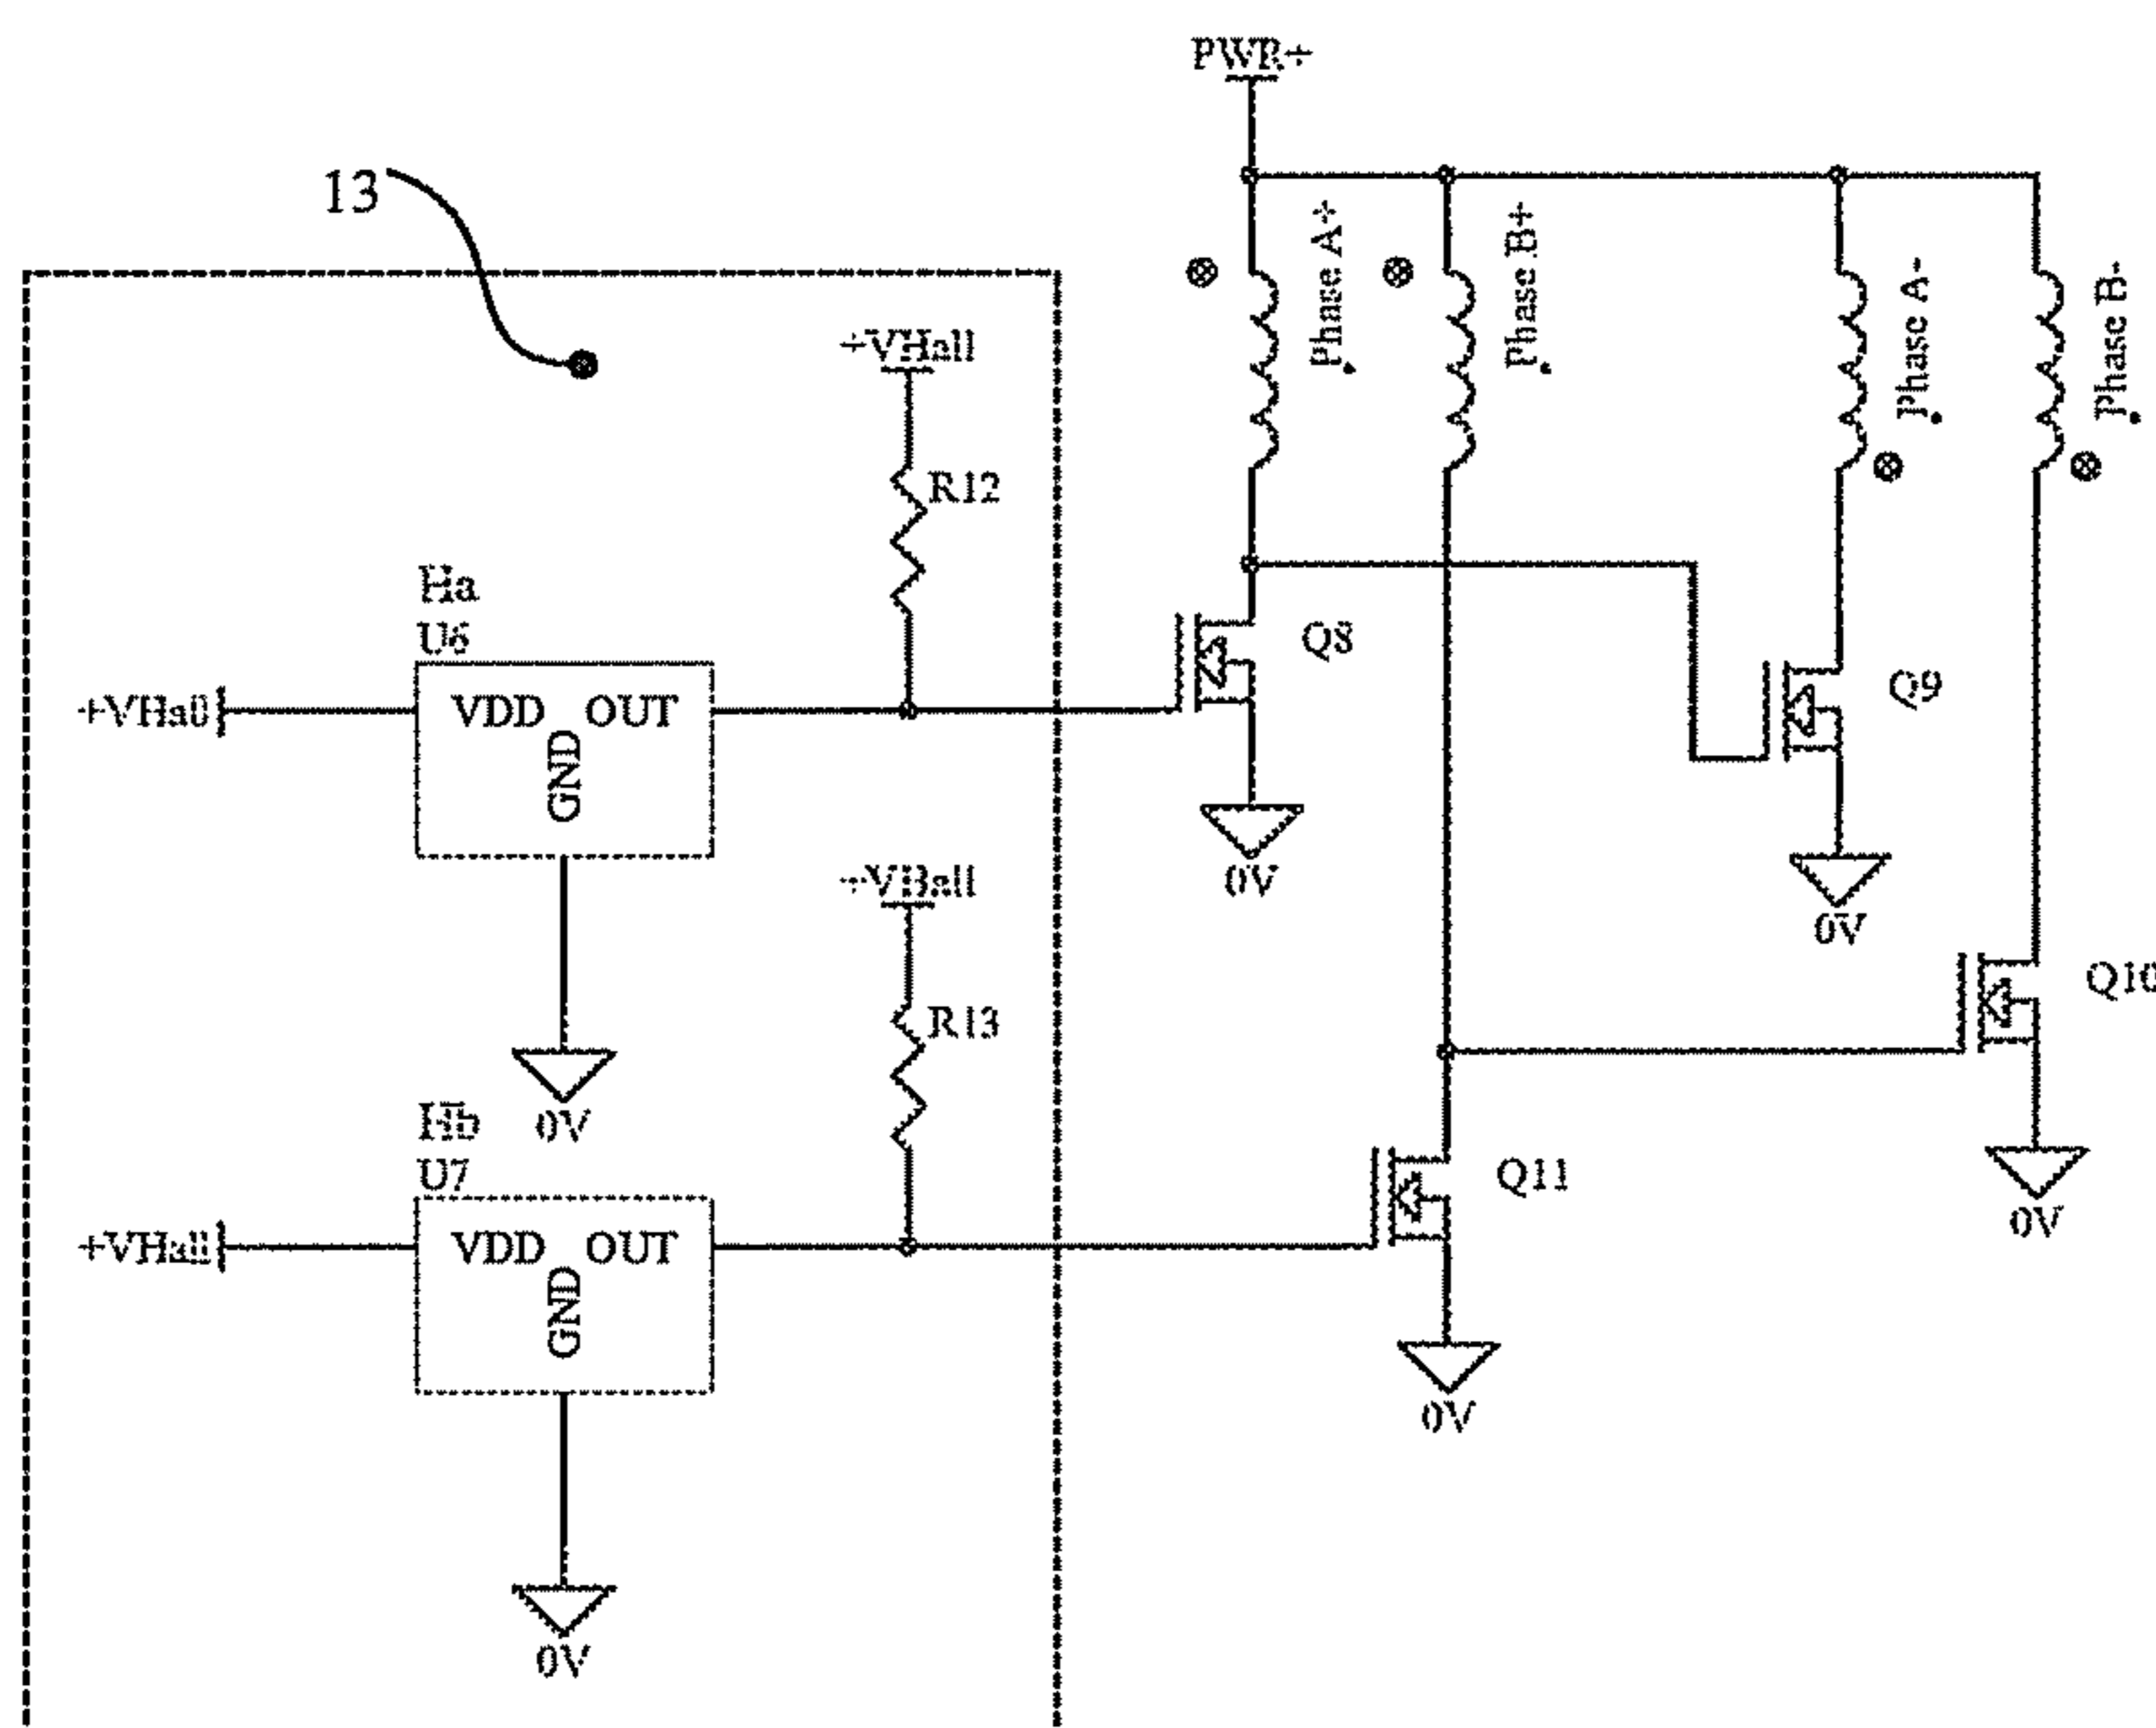 PWR+
13
Phase A+
Phase B+
Phase A-
Phase B-
+VHall
R12
Ha
U6
+VHall
VDD OUT
GND
Q8
Q9
0V
0V
0V
+VHall
R13
Q10
Hb
U7
+VHall
VDD OUT
GND
Q11
0V
0V
0V